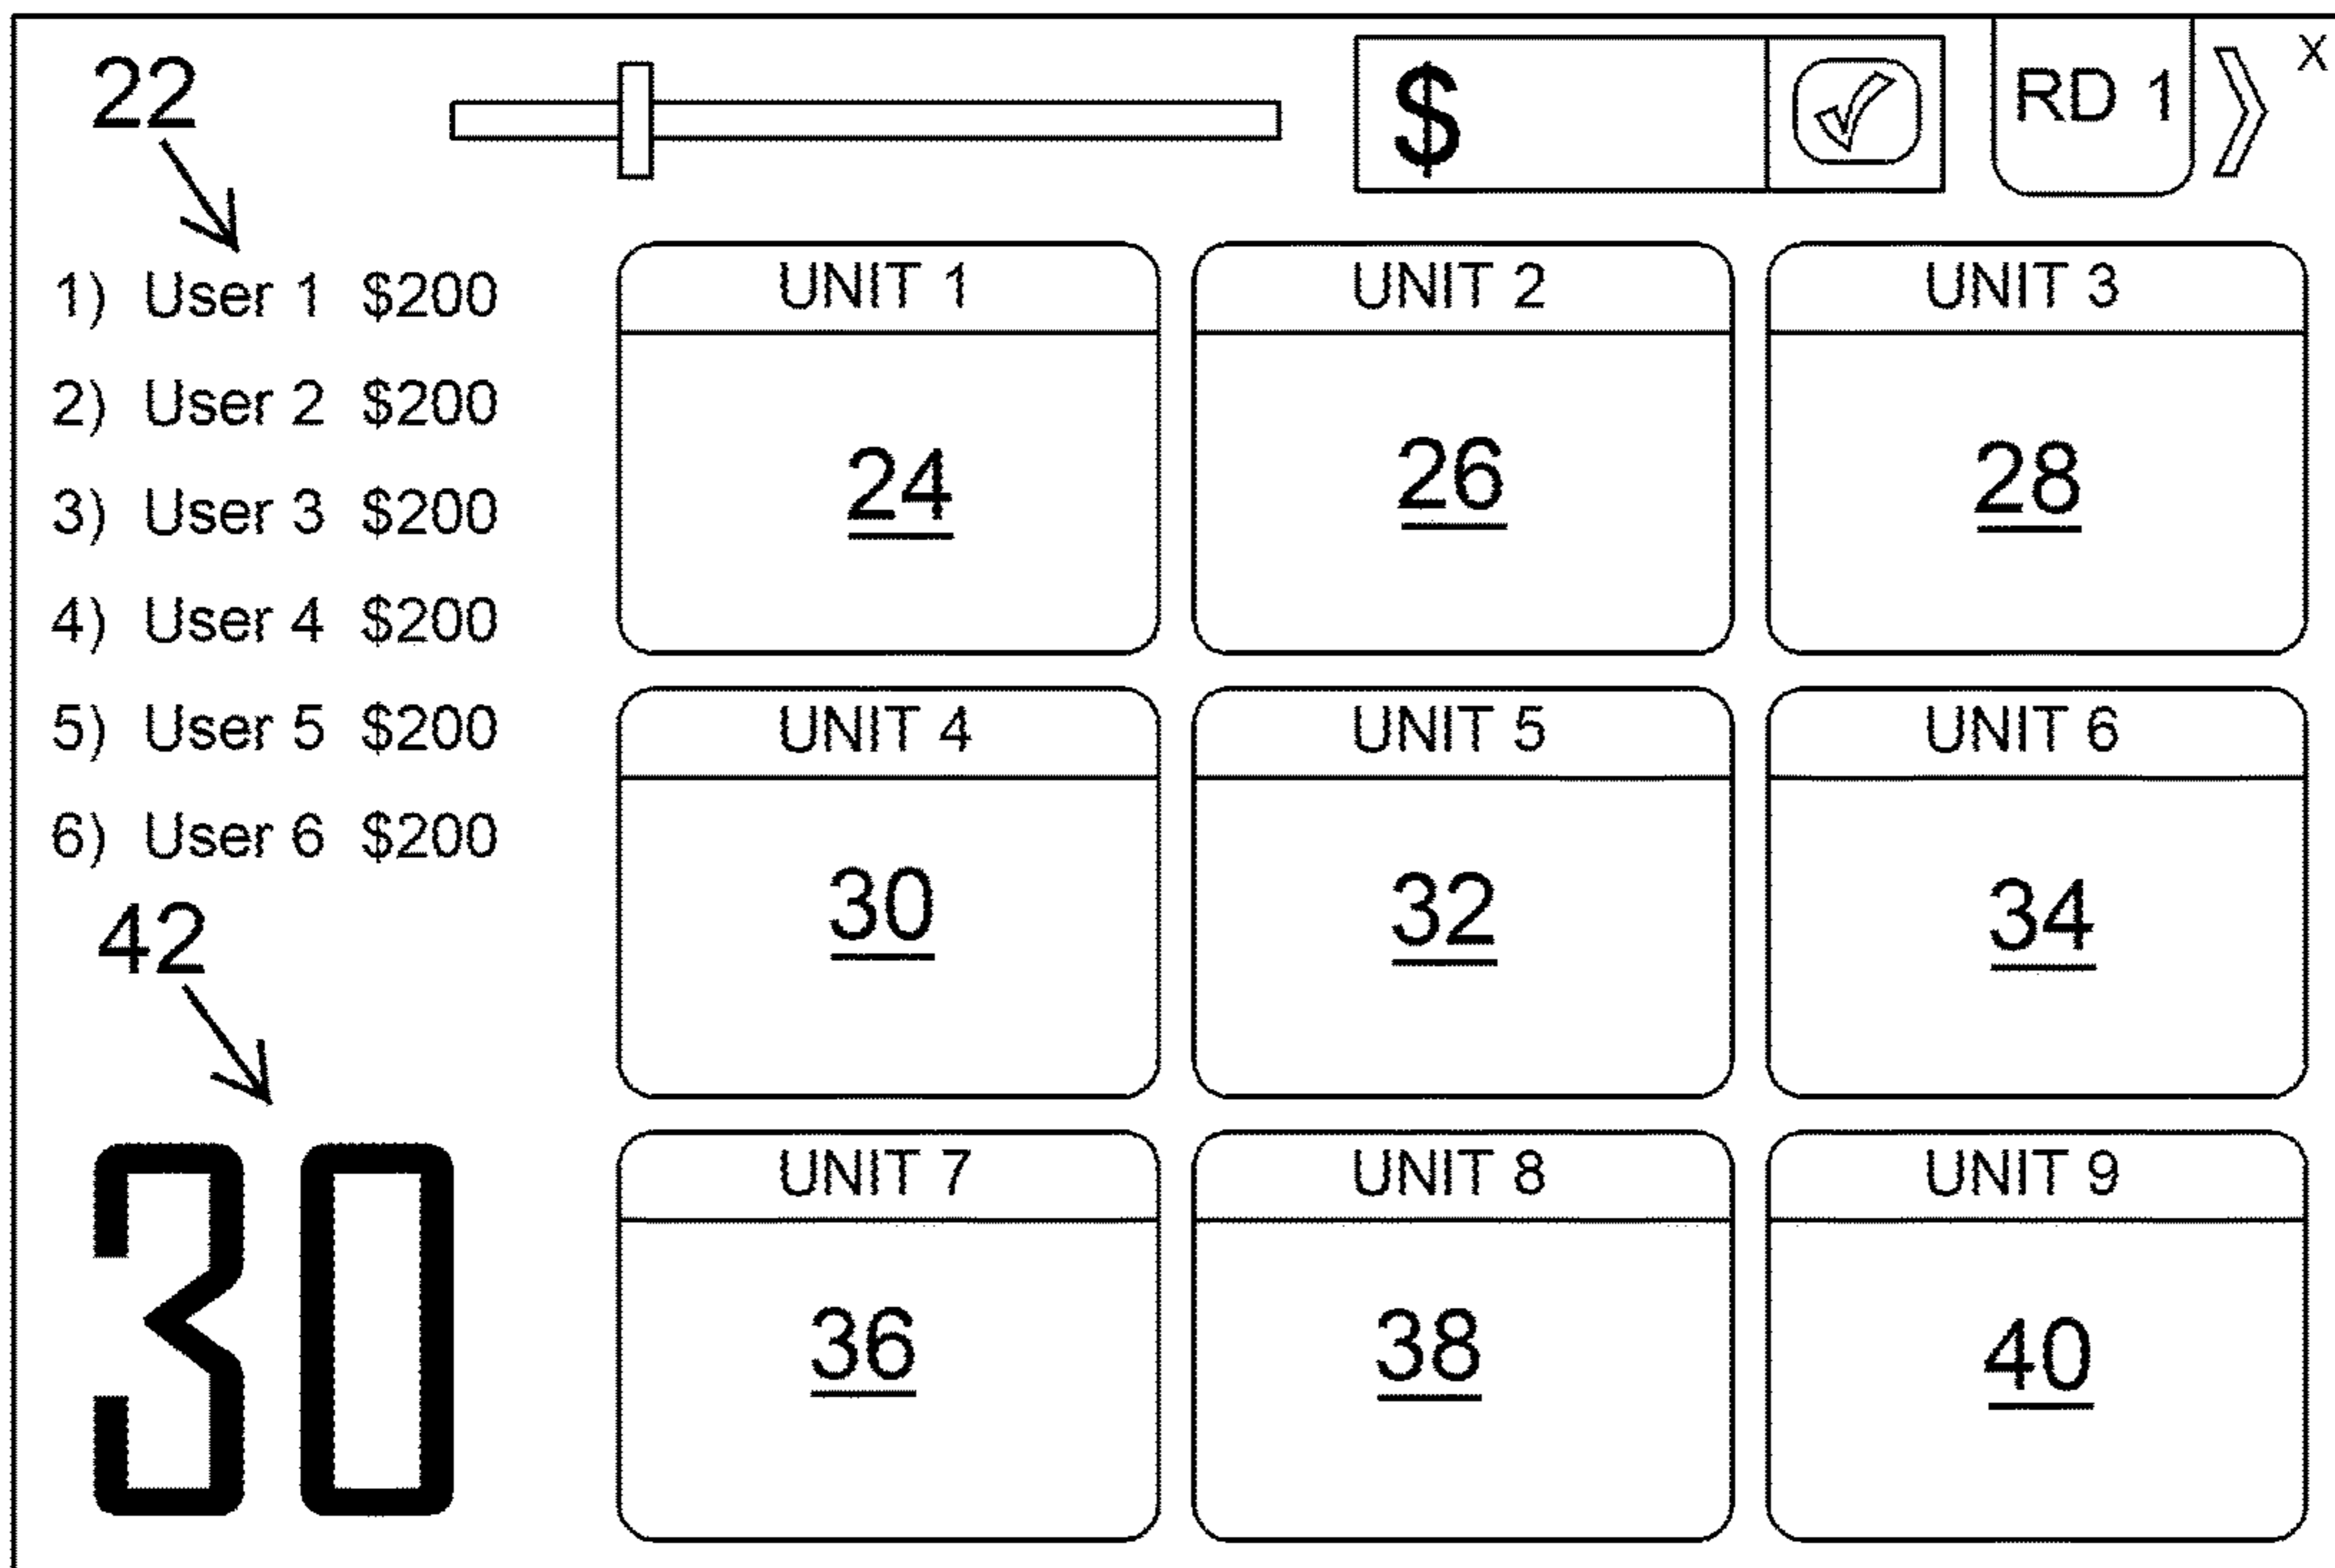 22
$
RD 1
X
1) User 1 $200
2) User 2 $200
3) User 3 $200
4) User 4 $200
5) User 5 $200
6) User 6 $200
42
30
UNIT 1
24
UNIT 2
26
UNIT 3
28
UNIT 4
30
UNIT 5
32
UNIT 6
34
UNIT 7
36
UNIT 8
38
UNIT 9
40